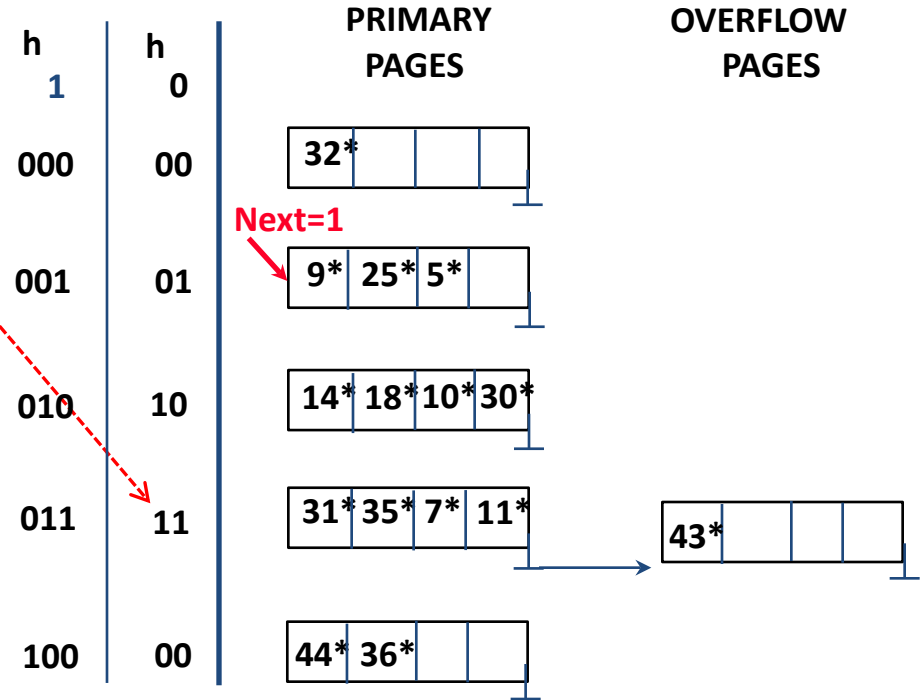 PRIMARY PAGES
OVERFLOW PAGES
h 1
h 0
000 00 32*
Next=1
001 01 9* 25* 5*
010 10 14* 18* 10* 30*
011 11 31* 35* 7* 11* 43*
100 00 44* 36*